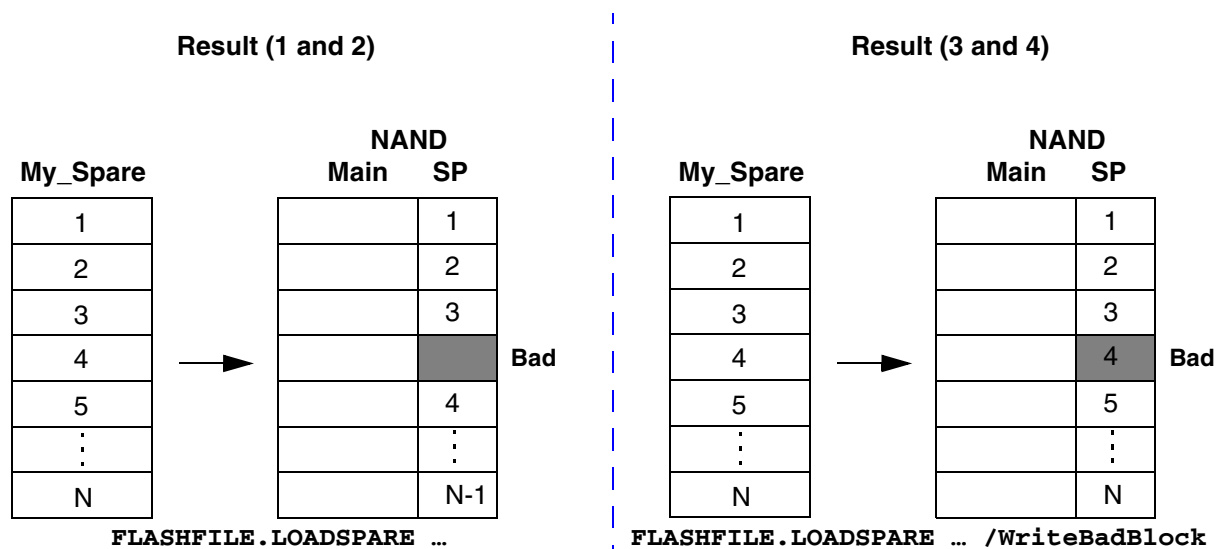 Result (1 and 2)
NAND
My_Spare Main SP
1 1
2 2
3 3
4 Bad
5 4
N N-1
FLASHFILE.LOADSPARE …
Result (3 and 4)
NAND
My_Spare Main SP
1 1
2 2
3 3
4 4 Bad
5 5
N N
FLASHFILE.LOADSPARE … /WriteBadBlock